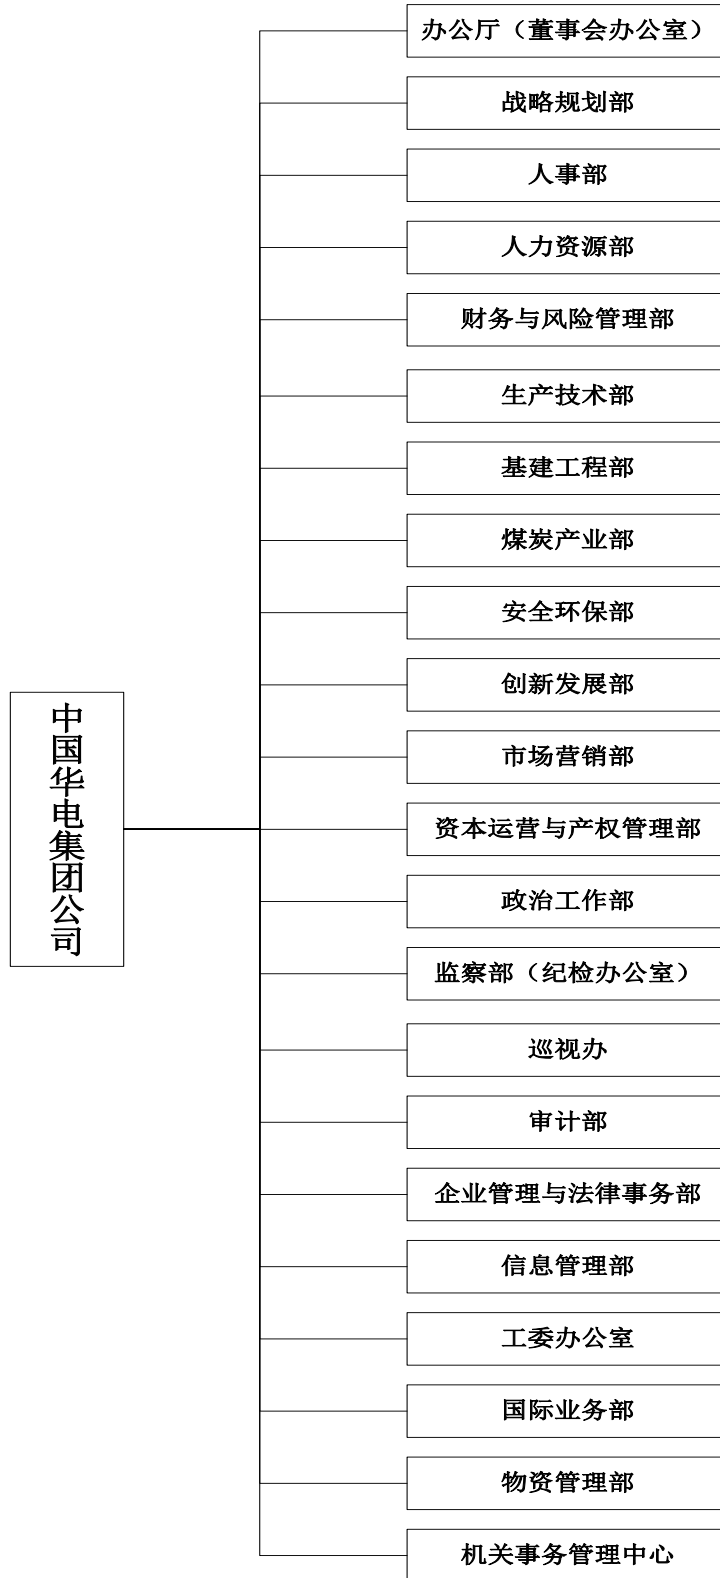 办公厅（董事会办公室）
战略规划部
人事部
人力资源部
财务与风险管理部
生产技术部
基建工程部
煤炭产业部
安全环保部
创新发展部
市场营销部
中国华电集团公司
资本运营与产权管理部
政治工作部
监察部（纪检办公室）
巡视办
审计部
企业管理与法律事务部
信息管理部
工委办公室
国际业务部
物资管理部
机关事务管理中心